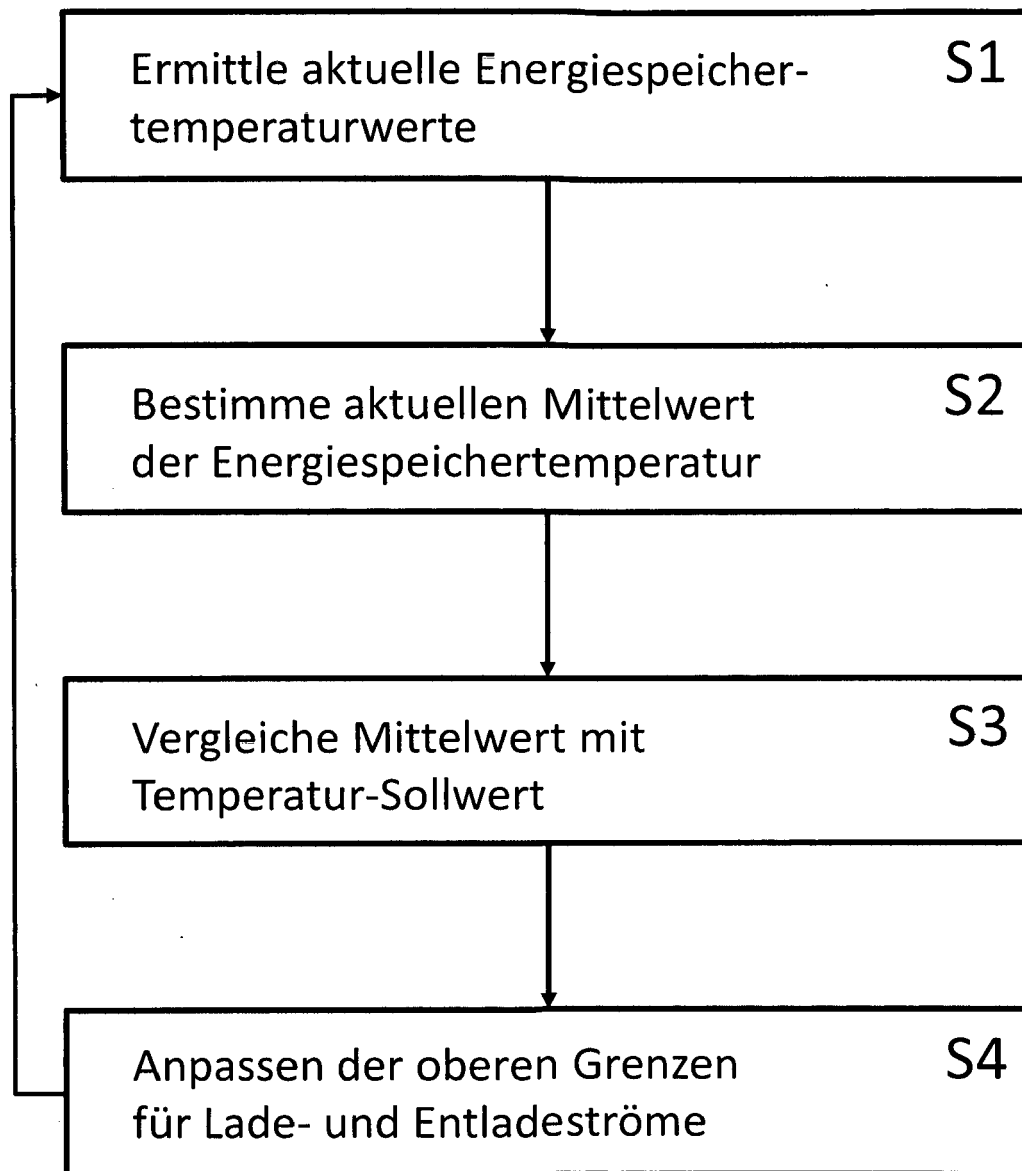 Ermittle aktuelle Energiespeicher- S1
temperaturwerte
Bestimme aktuellen Mittelwert S2
der Energiespeichertemperatur
Vergleiche Mittelwert mit S3
Temperatur-Sollwert
Anpassen der oberen Grenzen S4
für Lade- und Entladeströme